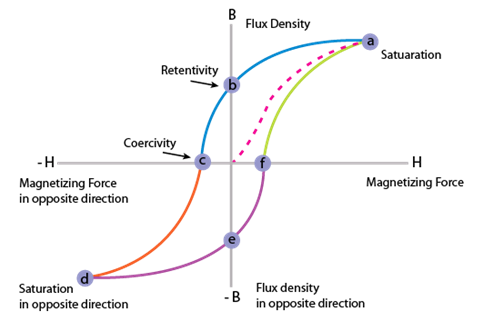 B
Flux Density
a
Satuaration
Retentivity
b
Coercivity
- H
c
f
H
Magnetizing Force
in opposite direction
Magnetizing Force
e
d
Saturation
in opposite direction
- B
Flux density
in opposite direction